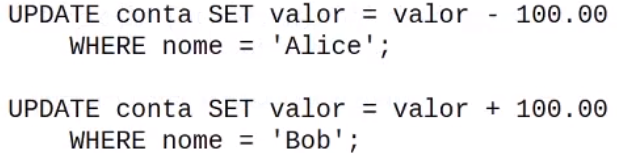 UPDATE conta SET valor = valor - 100.00
WHERE nome = 'Alice';
UPDATE conta SET valor = valor + 100.00
WHERE nome = 'Bob';